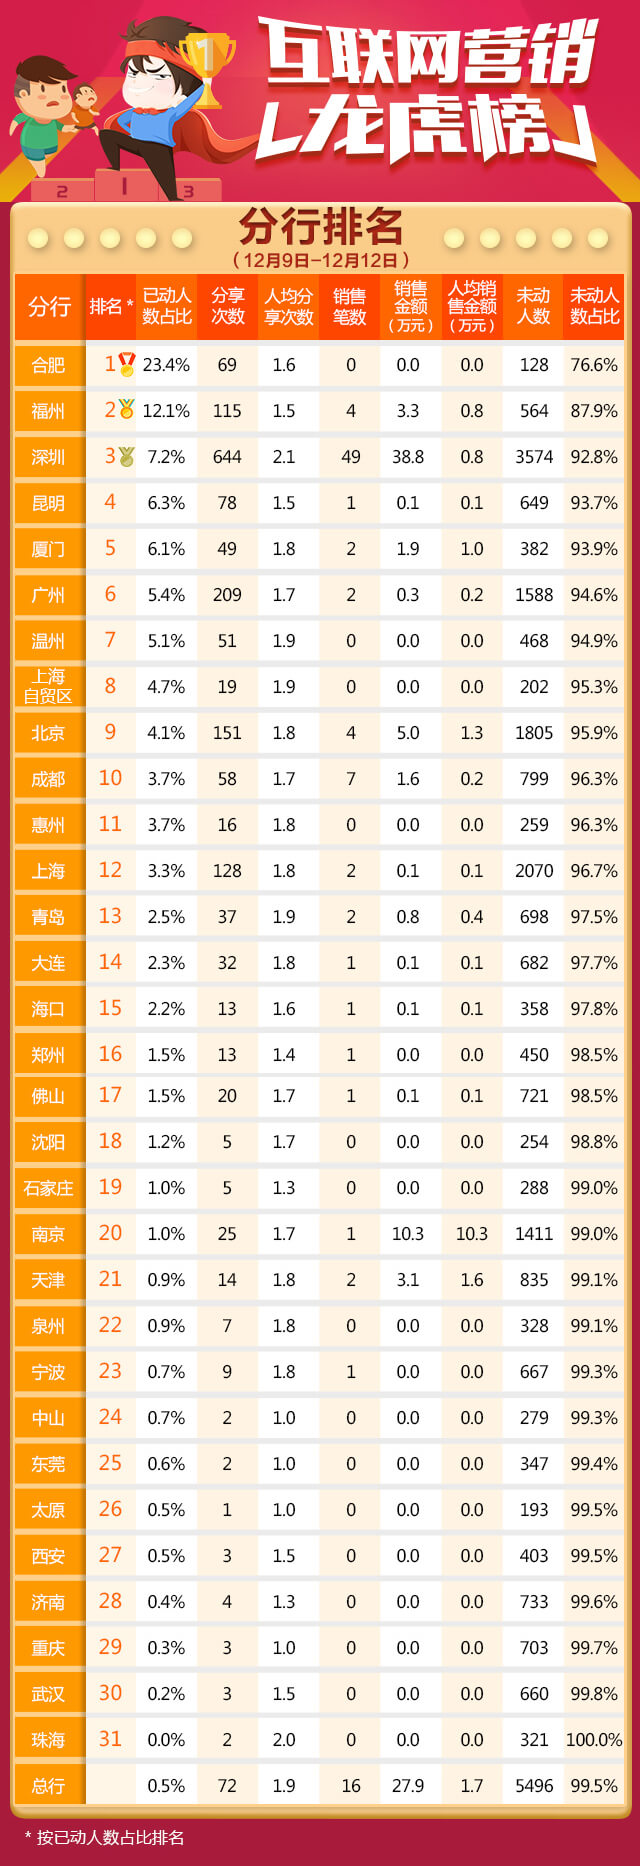 互联网营销
龙虎榜
1
2 1 3
分行排名
(12月9日-12月12日)
分行 排名* 已动人数占比 分享次数 人均分享次数 销售笔数 销售金额(万元) 人均销售金额(万元) 未动人数 未动人数占比
合肥 1 23.4% 69 1.6 0 0.0 0.0 128 76.6%
福州 2 12.1% 115 1.5 4 3.3 0.8 564 87.9%
深圳 3 7.2% 644 2.1 49 38.8 0.8 3574 92.8%
昆明 4 6.3% 78 1.5 1 0.1 0.1 649 93.7%
厦门 5 6.1% 49 1.8 2 1.9 1.0 382 93.9%
广州 6 5.4% 209 1.7 2 0.3 0.2 1588 94.6%
温州 7 5.1% 51 1.9 0 0.0 0.0 468 94.9%
上海自贸区 8 4.7% 19 1.9 0 0.0 0.0 202 95.3%
北京 9 4.1% 151 1.8 4 5.0 1.3 1805 95.9%
成都 10 3.7% 58 1.7 7 1.6 0.2 799 96.3%
惠州 11 3.7% 16 1.8 0 0.0 0.0 259 96.3%
上海 12 3.3% 128 1.8 2 0.1 0.1 2070 96.7%
青岛 13 2.5% 37 1.9 2 0.8 0.4 698 97.5%
大连 14 2.3% 32 1.8 1 0.1 0.1 682 97.7%
海口 15 2.2% 13 1.6 1 0.1 0.1 358 97.8%
郑州 16 1.5% 13 1.4 1 0.0 0.0 450 98.5%
佛山 17 1.5% 20 1.7 1 0.1 0.1 721 98.5%
沈阳 18 1.2% 5 1.7 0 0.0 0.0 254 98.8%
石家庄 19 1.0% 5 1.3 0 0.0 0.0 288 99.0%
南京 20 1.0% 25 1.7 1 10.3 10.3 1411 99.0%
天津 21 0.9% 14 1.8 2 3.1 1.6 835 99.1%
泉州 22 0.9% 7 1.8 0 0.0 0.0 328 99.1%
宁波 23 0.7% 9 1.8 1 0.0 0.0 667 99.3%
中山 24 0.7% 2 1.0 0 0.0 0.0 279 99.3%
东莞 25 0.6% 2 1.0 0 0.0 0.0 347 99.4%
太原 26 0.5% 1 1.0 0 0.0 0.0 193 99.5%
西安 27 0.5% 3 1.5 0 0.0 0.0 403 99.5%
济南 28 0.4% 4 1.3 0 0.0 0.0 733 99.6%
重庆 29 0.3% 3 1.0 0 0.0 0.0 703 99.7%
武汉 30 0.2% 3 1.5 0 0.0 0.0 660 99.8%
珠海 31 0.0% 2 2.0 0 0.0 0.0 321 100.0%
总行 0.5% 72 1.9 16 27.9 1.7 5496 99.5%
* 按已动人数占比排名